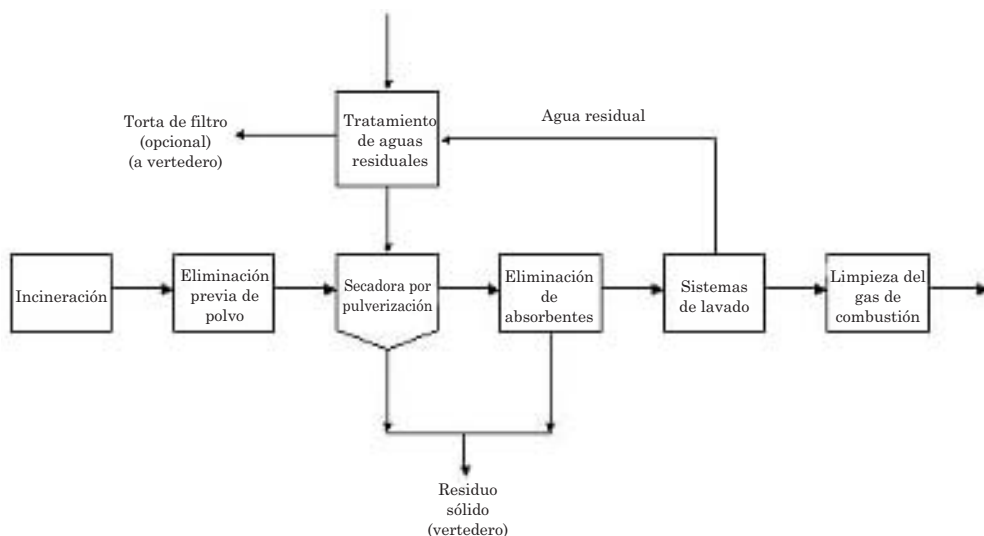 Torta de filtro
(opcional)
(a vertedero)
Tratamiento
de aguas
residuales
Agua residual
Incineración
Eliminación
previa de
polvo
Secadora por
pulverización
Eliminación
de
absorbentes
Sistemas
de lavado
Limpieza del
gas de
combustión
Residuo
sólido
(vertedero)